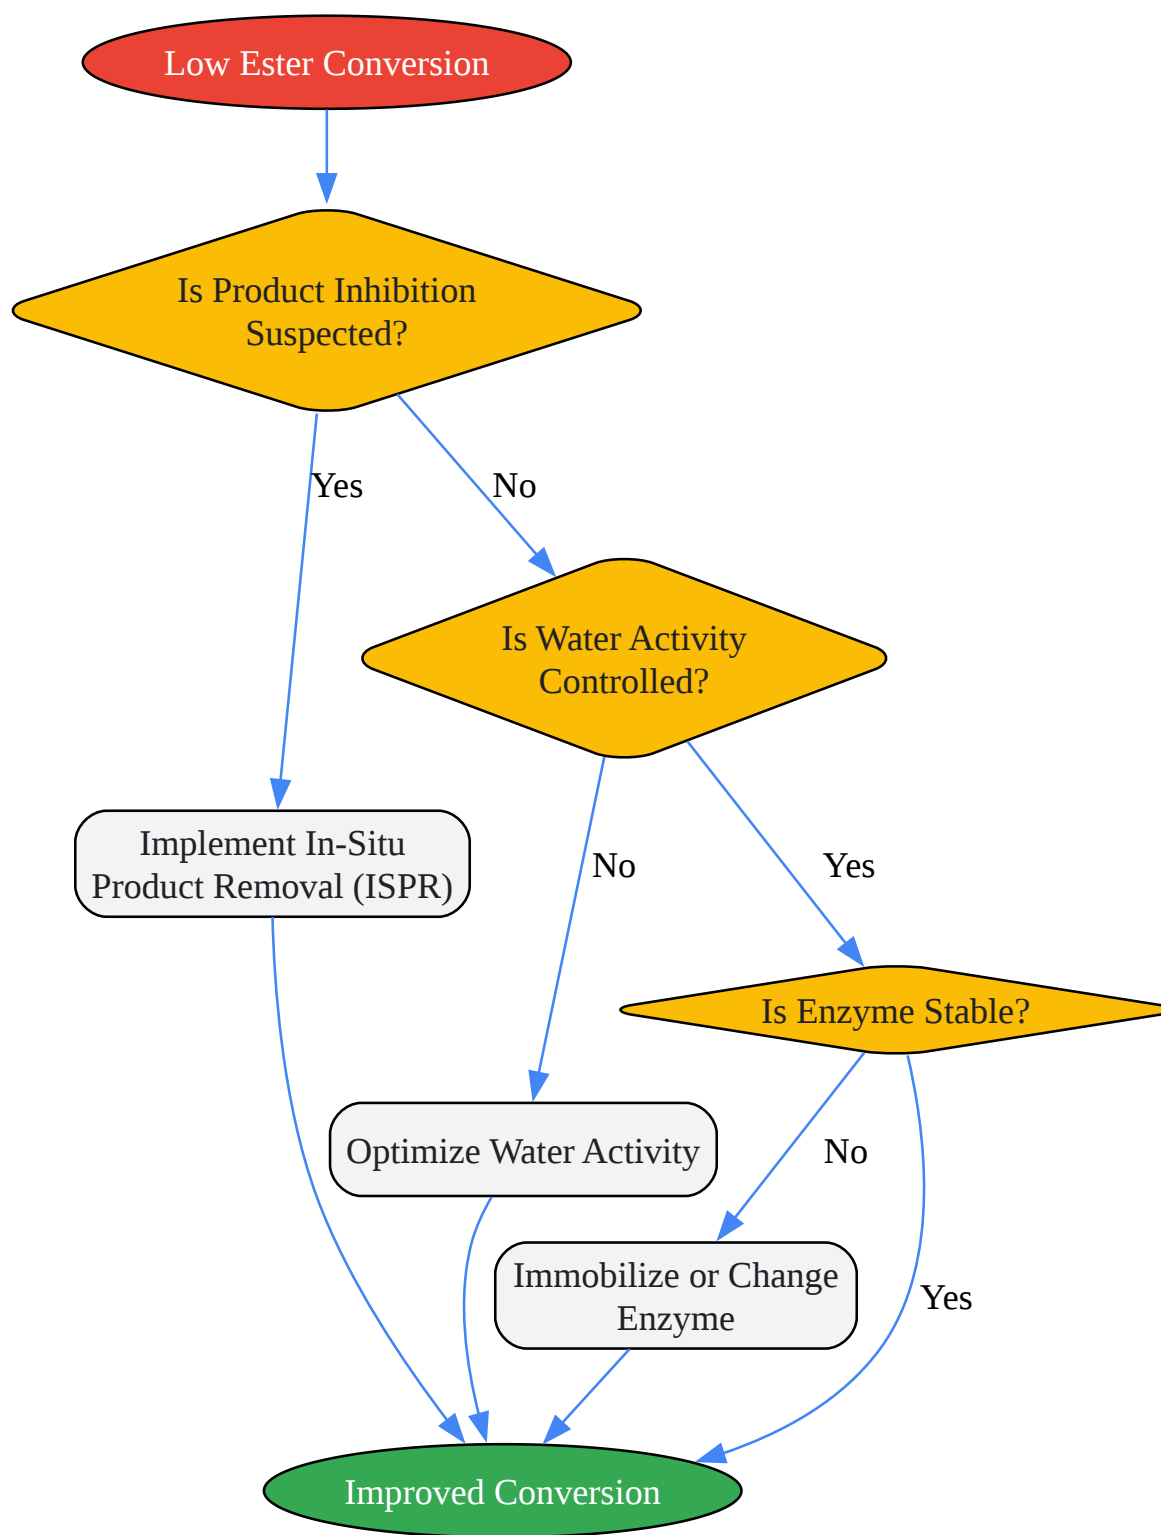 Low Ester Conversion
Is Product Inhibition
Suspected?
Yes
No
Is Water Activity
Controlled?
Implement In-Situ
Product Removal (ISPR)
No
Yes
Is Enzyme Stable?
Optimize Water Activity
No
Immobilize or Change
Enzyme
Yes
Improved Conversion